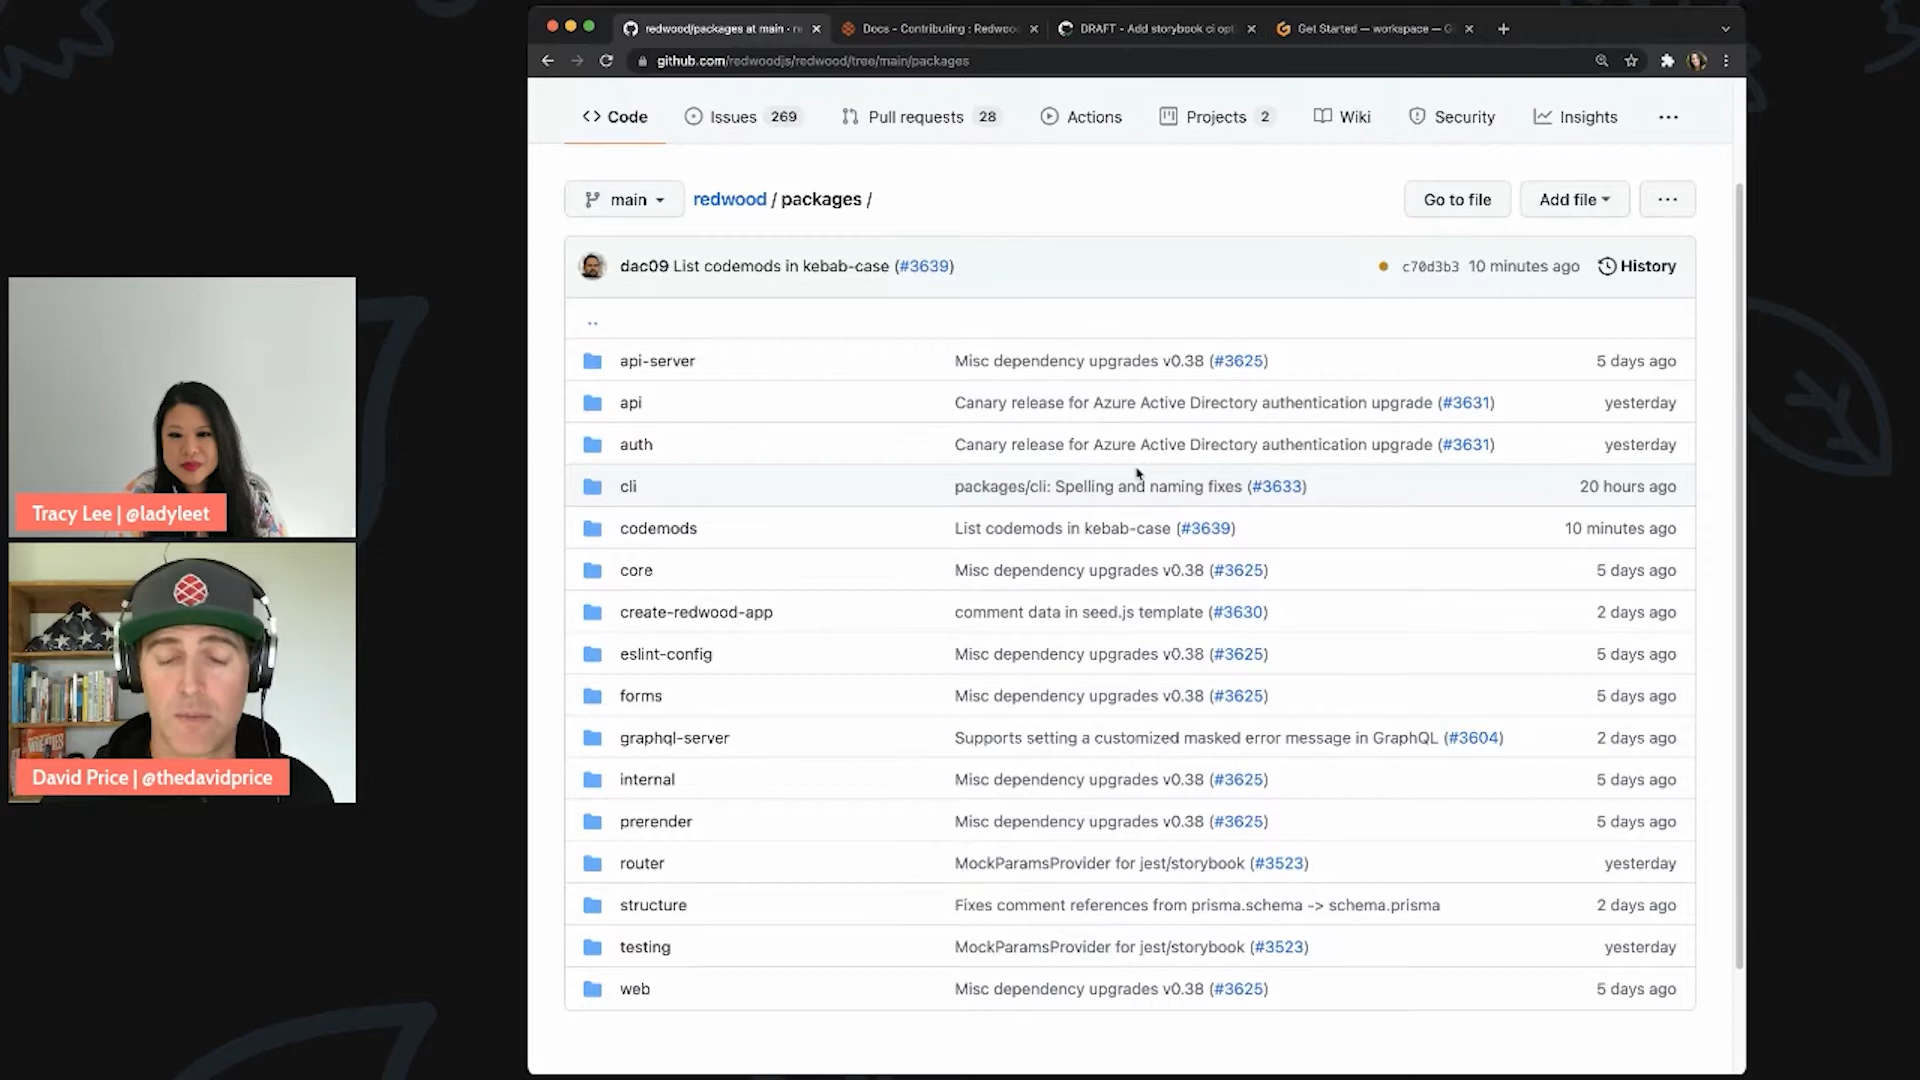 redwood/packages at main · r
Docs - Contributing : Redwoo
DRAFT - Add storybook ci opt
Get Started — workspace — G
github.com/redwoodjs/redwood/tree/main/packages
<> Code
Issues 269
Pull requests 28
Actions
Projects 2
Wiki
Security
Insights
main
redwood / packages /
Go to file
Add file
dac09 List codemods in kebab-case (#3639)
c70d3b3 10 minutes ago
History
..
api-server Misc dependency upgrades v0.38 (#3625) 5 days ago
api Canary release for Azure Active Directory authentication upgrade (#3631) yesterday
auth Canary release for Azure Active Directory authentication upgrade (#3631) yesterday
cli packages/cli: Spelling and naming fixes (#3633) 20 hours ago
codemods List codemods in kebab-case (#3639) 10 minutes ago
core Misc dependency upgrades v0.38 (#3625) 5 days ago
create-redwood-app comment data in seed.js template (#3630) 2 days ago
eslint-config Misc dependency upgrades v0.38 (#3625) 5 days ago
forms Misc dependency upgrades v0.38 (#3625) 5 days ago
graphql-server Supports setting a customized masked error message in GraphQL (#3604) 2 days ago
internal Misc dependency upgrades v0.38 (#3625) 5 days ago
prerender Misc dependency upgrades v0.38 (#3625) 5 days ago
router MockParamsProvider for jest/storybook (#3523) yesterday
structure Fixes comment references from prisma.schema -> schema.prisma 2 days ago
testing MockParamsProvider for jest/storybook (#3523) yesterday
web Misc dependency upgrades v0.38 (#3625) 5 days ago
Tracy Lee | @ladyleet
David Price | @thedavidprice
WHEATIES